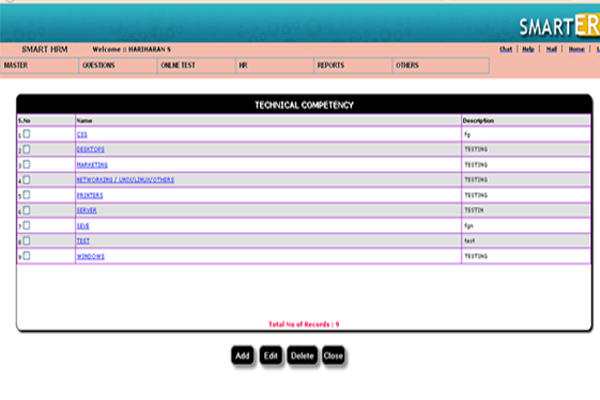 SMARTER
SMART HRM Welcome :: HARIHARAN S Chat | Help | Mail | Home |
MASTER QUESTIONS ONLINE TEST HR REPORTS OTHERS
TECHNICAL COMPETENCY
S.No Name Description
1 CSS fg
2 DESKTOPS TESTING
3 MARKETING TESTING
4 NETWORKING / UNIX/LINUX/OTHERS TESTING
5 PRINTERS TESTING
6 SERVER TESTIN
7 SEVE fgn
8 TEST text
9 WINDOWS TESTING
Total No of Records : 9
Add Edit Delete Close